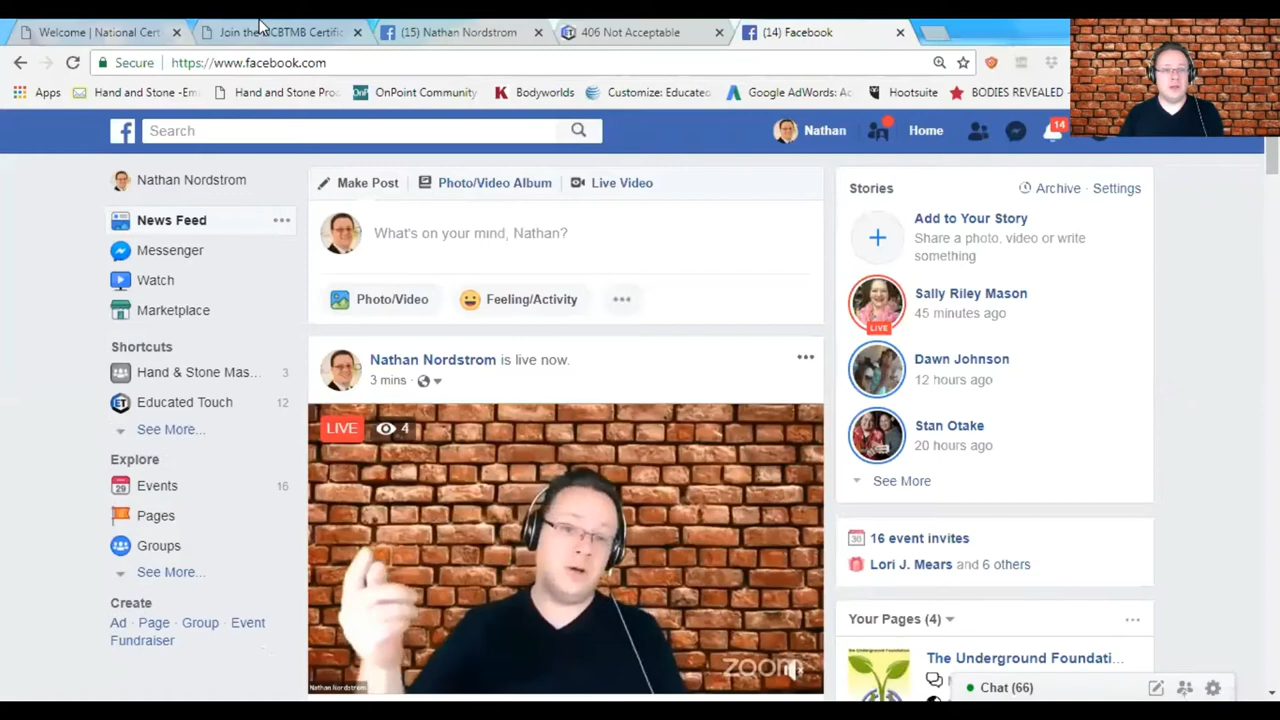 Welcome | National Cert
Join the NCBTMB Certific
(15) Nathan Nordstrom
406 Not Acceptable
(14) Facebook
Secure
https://www.facebook.com
Apps
Hand and Stone -Em
Hand and Stone Pro
OnPoint Community
Bodyworlds
Customize: Educated
Google AdWords: Ac
Hootsuite
BODIES REVEALED
Search
Nathan
Home
14
Nathan Nordstrom
News Feed
Messenger
Watch
Marketplace
Shortcuts
Hand & Stone Mas... 3
Educated Touch 12
See More...
Explore
Events 16
Pages
Groups
See More...
Create
Ad · Page · Group · Event
Fundraiser
Make Post
Photo/Video Album
Live Video
What's on your mind, Nathan?
Photo/Video
Feeling/Activity
Nathan Nordstrom is live now.
3 mins ·
LIVE 4
zoom
Nathan Nordstrom
Stories
Archive · Settings
Add to Your Story
Share a photo, video or write
something
Sally Riley Mason
45 minutes ago
LIVE
Dawn Johnson
12 hours ago
Stan Otake
20 hours ago
See More
16 event invites
Lori J. Mears and 6 others
Your Pages (4)
The Underground Foundati...
Chat (66)